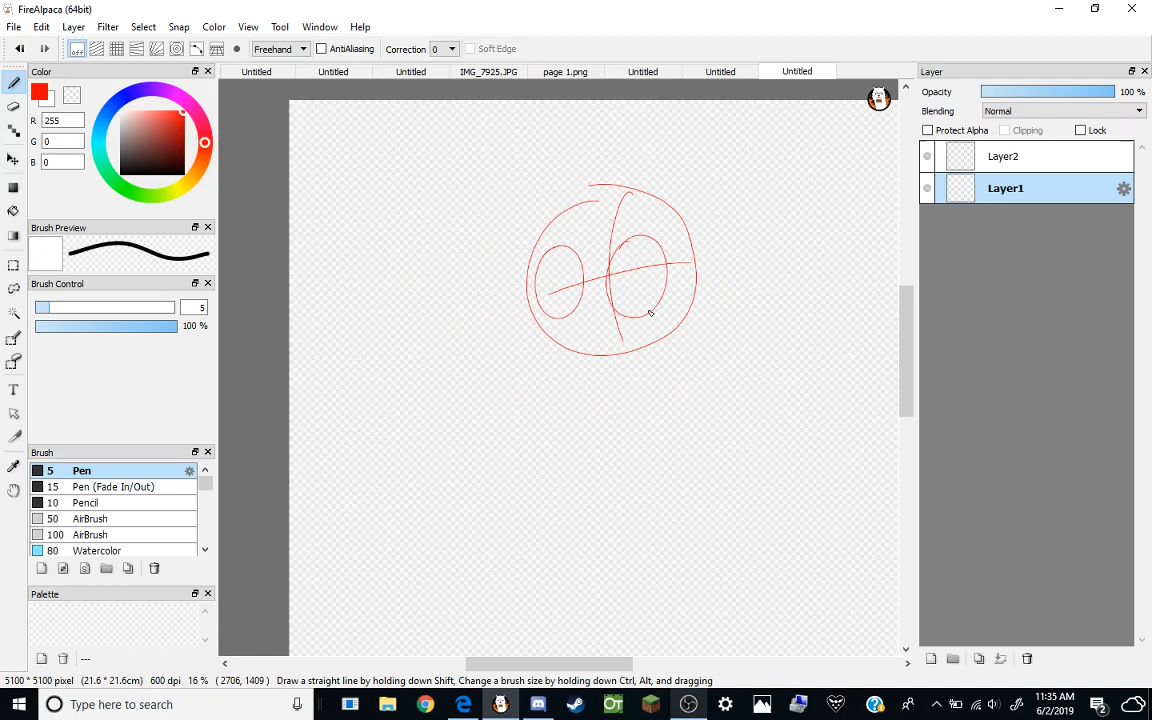 FireAlpaca (64bit)
File Edit Layer Filter Select Snap Color View Tool Window Help
off Freehand AntiAliasing Correction 0 Soft Edge
Color
Untitled Untitled Untitled IMG_7925.JPG page 1.png Untitled Untitled Untitled
Layer
Opacity 100 %
R 255
Blending Normal
G 0
Protect Alpha Clipping Lock
B 0
Layer2
Layer1
Brush Preview
Brush Control
5
100 %
Brush
5 Pen
15 Pen (Fade In/Out)
10 Pencil
50 AirBrush
100 AirBrush
80 Watercolor
Palette
---
5100 * 5100 pixel (21.6 * 21.6cm) 600 dpi 16 % ( 2706, 1409 ) Draw a straight line by holding down Shift, Change a brush size by holding down Ctrl, Alt, and dragging
Type here to search
OT
11:35 AM
6/2/2019
2